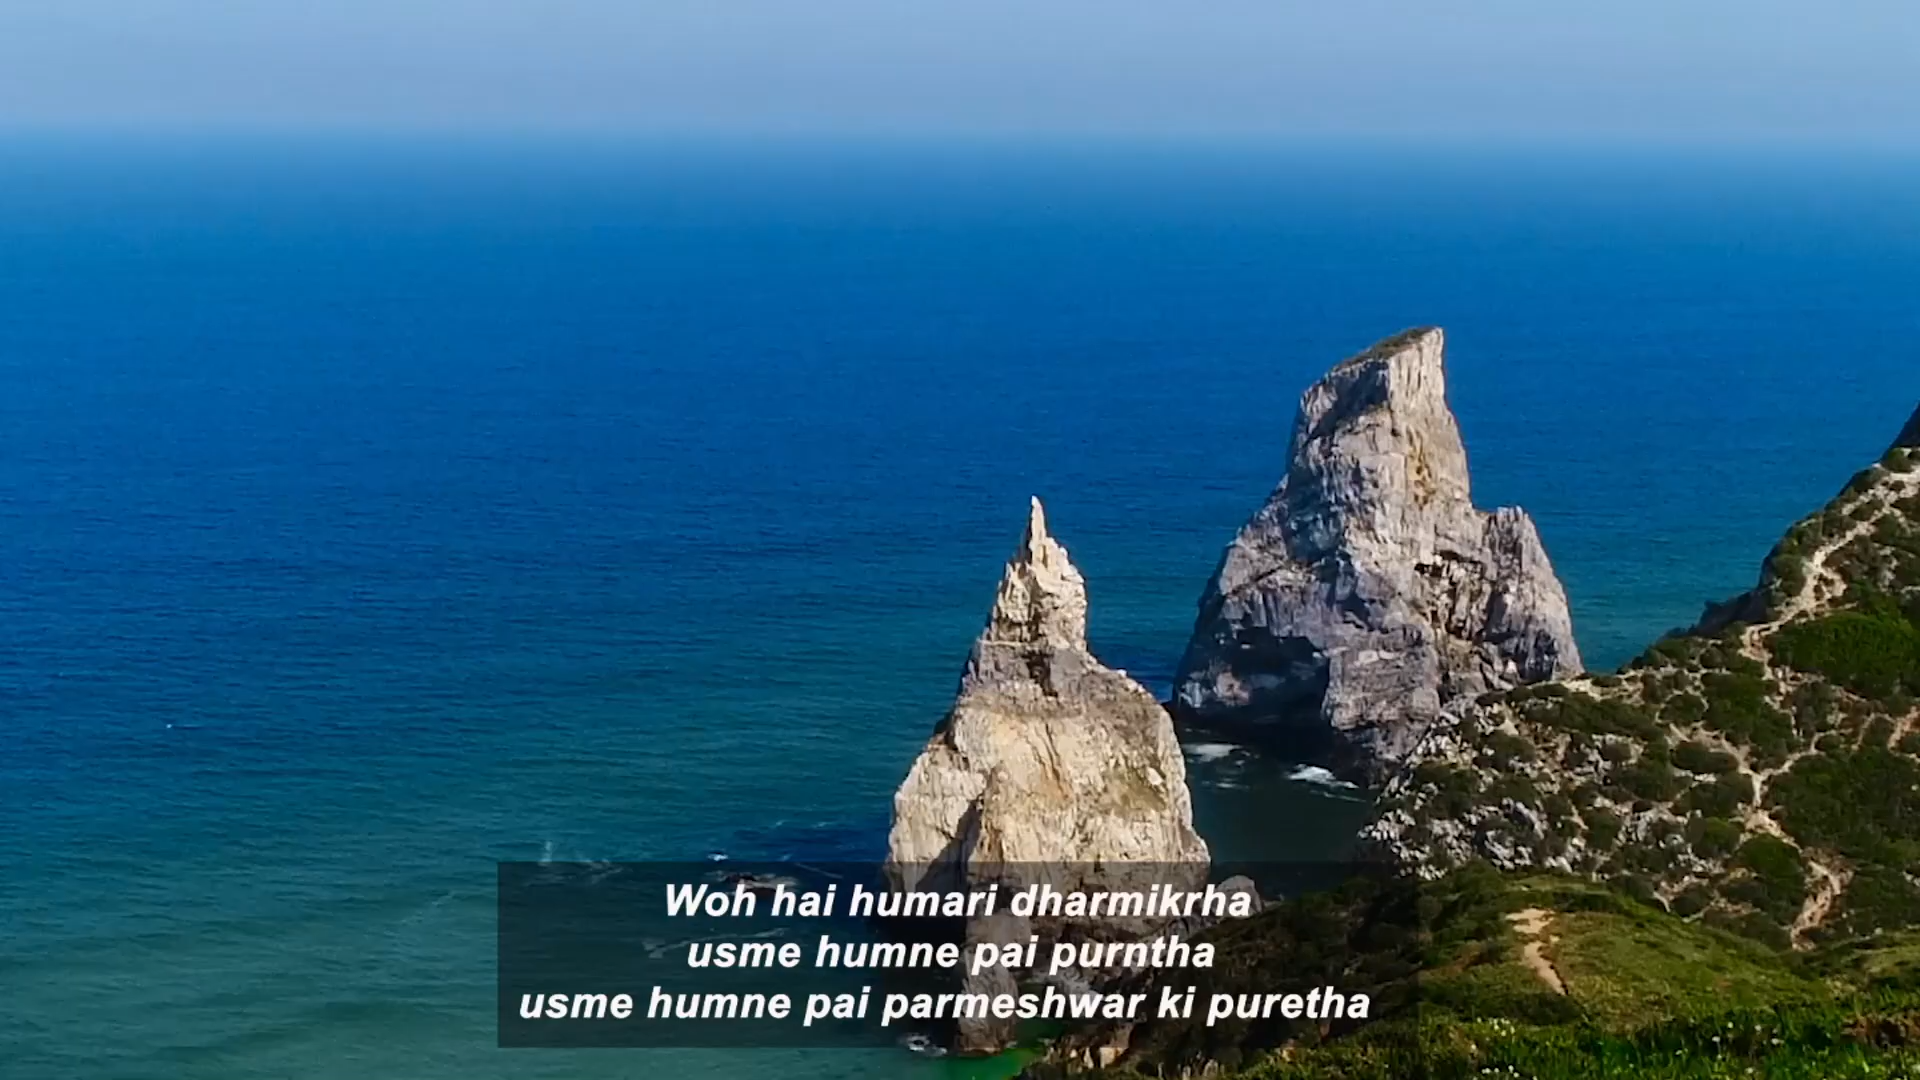 Woh hai humari dharmikrha
usme humne pai purntha
usme humne pai parmeshwar ki puretha